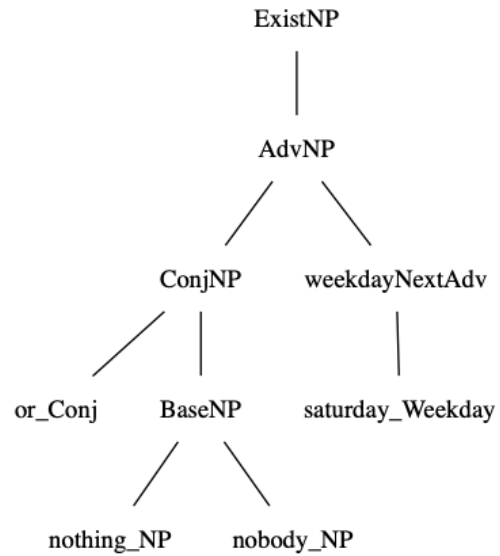 ExistNP
AdvNP
ConjNP weekdayNextAdv
or_Conj BaseNP saturday_Weekday
nothing_NP nobody_NP